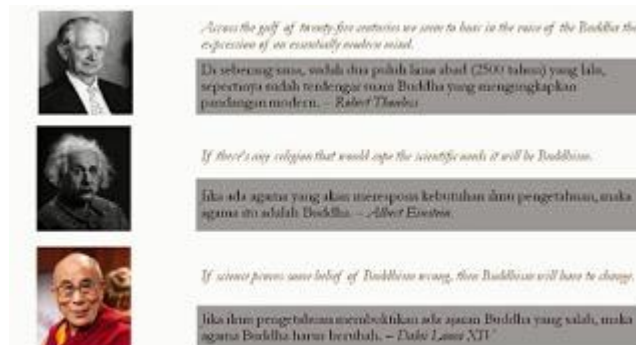 Across the gulf of twenty-five centuries we seem to hear in the voice of the Buddha the
expression of an essentially modern mind.
Di seberang sana, sudah dua puluh lima abad (2500 tahun) yang lalu,
sepertinya sudah terdengar suara Buddha yang mengungkapkan
pandangan modern. – Robert Thouless
If there's any religion that would cope the scientific needs it will be Buddhism.
Jika ada agama yang akan merespons kebutuhan ilmu pengetahuan, maka
agama itu adalah Buddha. – Albert Einstein
If science proves some belief of Buddhism wrong, then Buddhism will have to change.
Jika ilmu pengetahuan membuktikan ada ajaran Buddha yang salah, maka
agama Buddha harus berubah. – Dalai Lama XIV